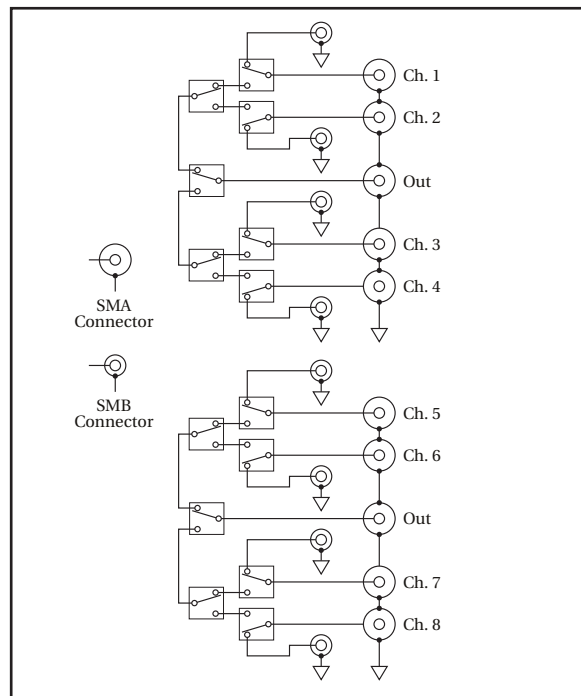 Ch. 1
Ch. 2
Out
Ch. 3
SMA
Connector
Ch. 4
SMB
Connector
Ch. 5
Ch. 6
Out
Ch. 7
Ch. 8